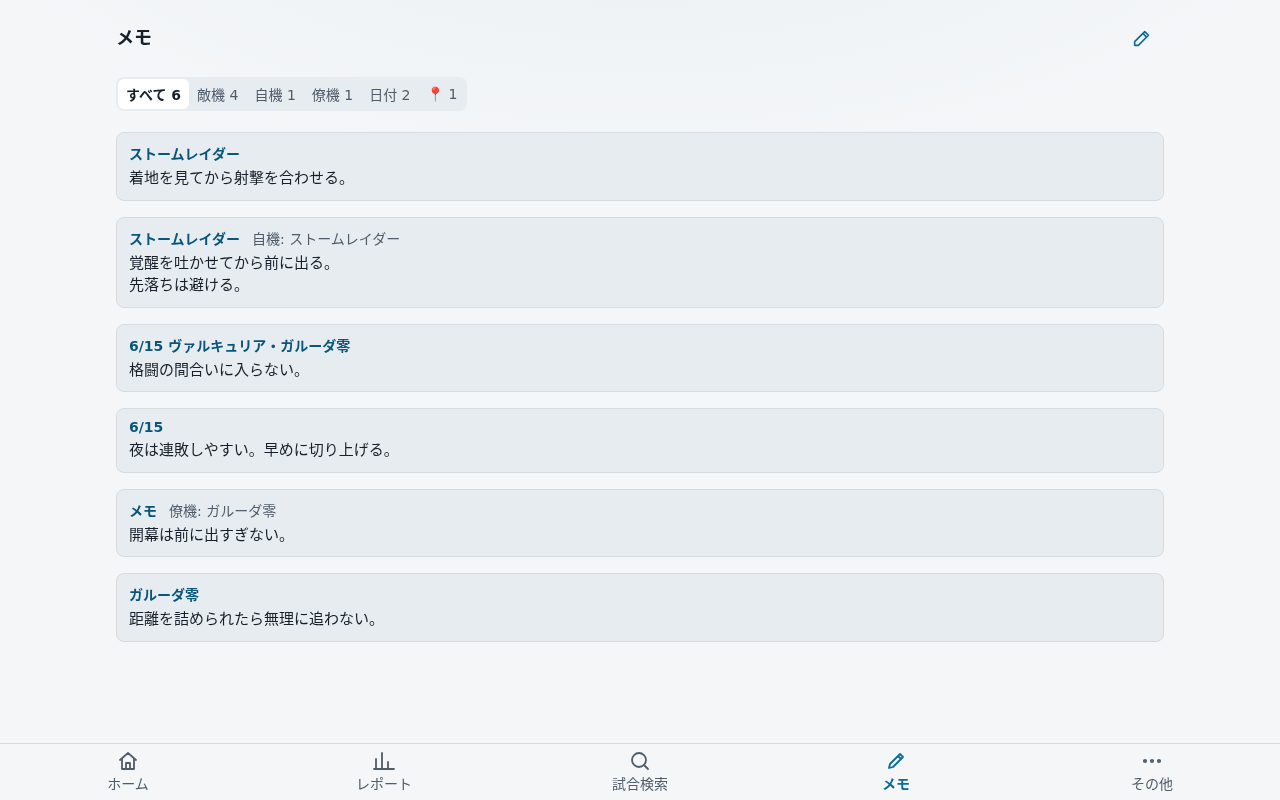 メモ
すべて 6 敵機 4 自機 1 僚機 1 日付 2 📍 1
ストームレイダー
着地を見てから射撃を合わせる。
ストームレイダー 自機: ストームレイダー
覚醒を吐かせてから前に出る。
先落ちは避ける。
6/15 ヴァルキュリア・ガルーダ零
格闘の間合いに入らない。
6/15
夜は連敗しやすい。早めに切り上げる。
メモ 僚機: ガルーダ零
開幕は前に出すぎない。
ガルーダ零
距離を詰められたら無理に追わない。
ホーム レポート 試合検索 メモ その他